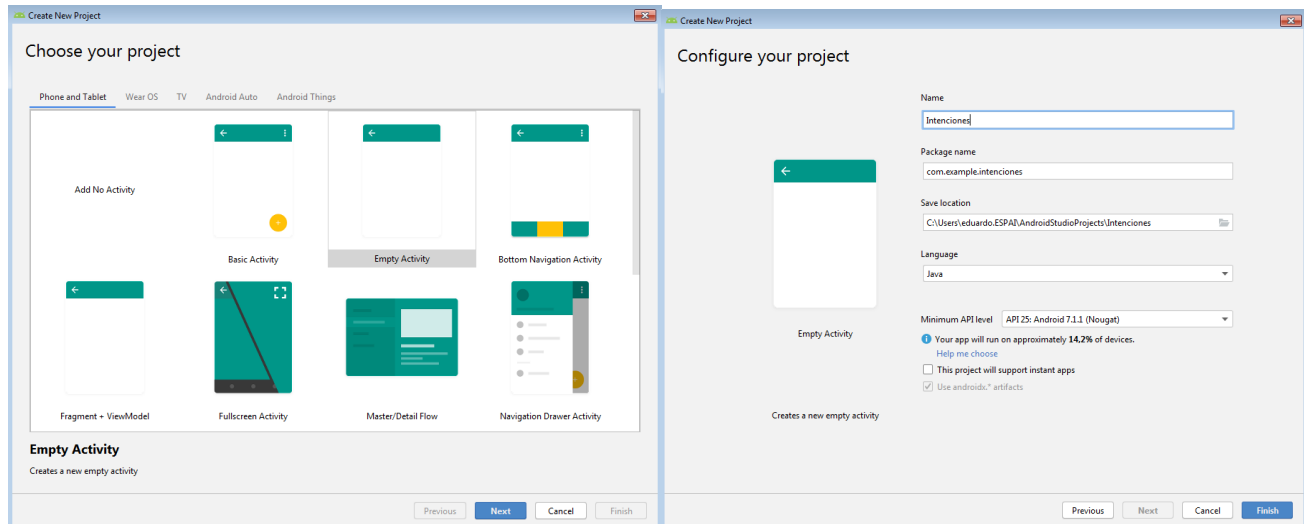 Create New Project
Choose your project
Phone and Tablet Wear OS TV Android Auto Android Things
Add No Activity
Basic Activity
Empty Activity
Bottom Navigation Activity
Fragment + ViewModel
Fullscreen Activity
Master/Detail Flow
Navigation Drawer Activity
Empty Activity
Creates a new empty activity
Previous Next Cancel Finish
Create New Project
Configure your project
Empty Activity
Creates a new empty activity
Name
Intenciones
Package name
com.example.intenciones
Save location
C:\Users\eduardo.ESPAI\AndroidStudioProjects\Intenciones
Language
Java
Minimum API level API 25: Android 7.1.1 (Nougat)
Your app will run on approximately 14,2% of devices.
Help me choose
This project will support instant apps
Use androidx.* artifacts
Previous Next Cancel Finish